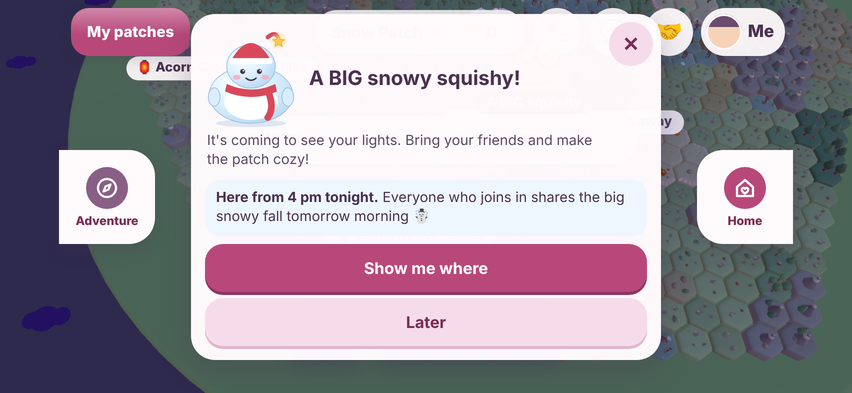 My patches
Me
Acorn
A BIG snowy squishy!
It's coming to see your lights. Bring your friends and make
the patch cozy!
Here from 4 pm tonight. Everyone who joins in shares the big
snowy fall tomorrow morning ☃️
Adventure
Home
Show me where
Later